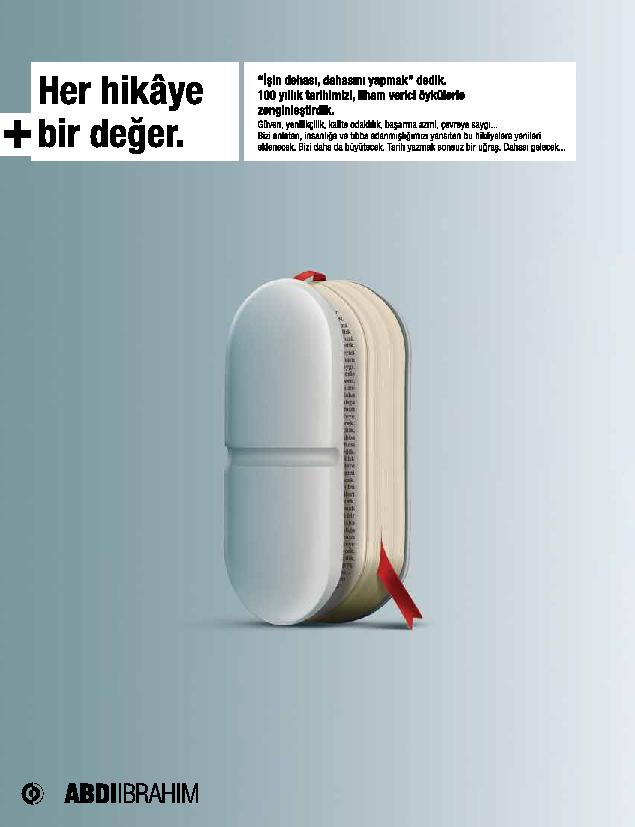 Her hikâye
+bir değer.
"İşin dehası, dahasını yapmak" dedik.
100 yıllık tarihimizi, ilham verici öykülerle
zenginleştirdik.
Güven, yenilikçilik, kalite odaklılık, başarma azmi, çevreye saygı...
Bizi anlatan, insanlığa ve tıbba adanmışlığımızı yansıtan bu hikâyelere yenileri
eklenecek. Bizi daha da büyütecek. Tarih yazmak sonsuz bir uğraş. Dahası gelecek...
ABDİİBRAHİM